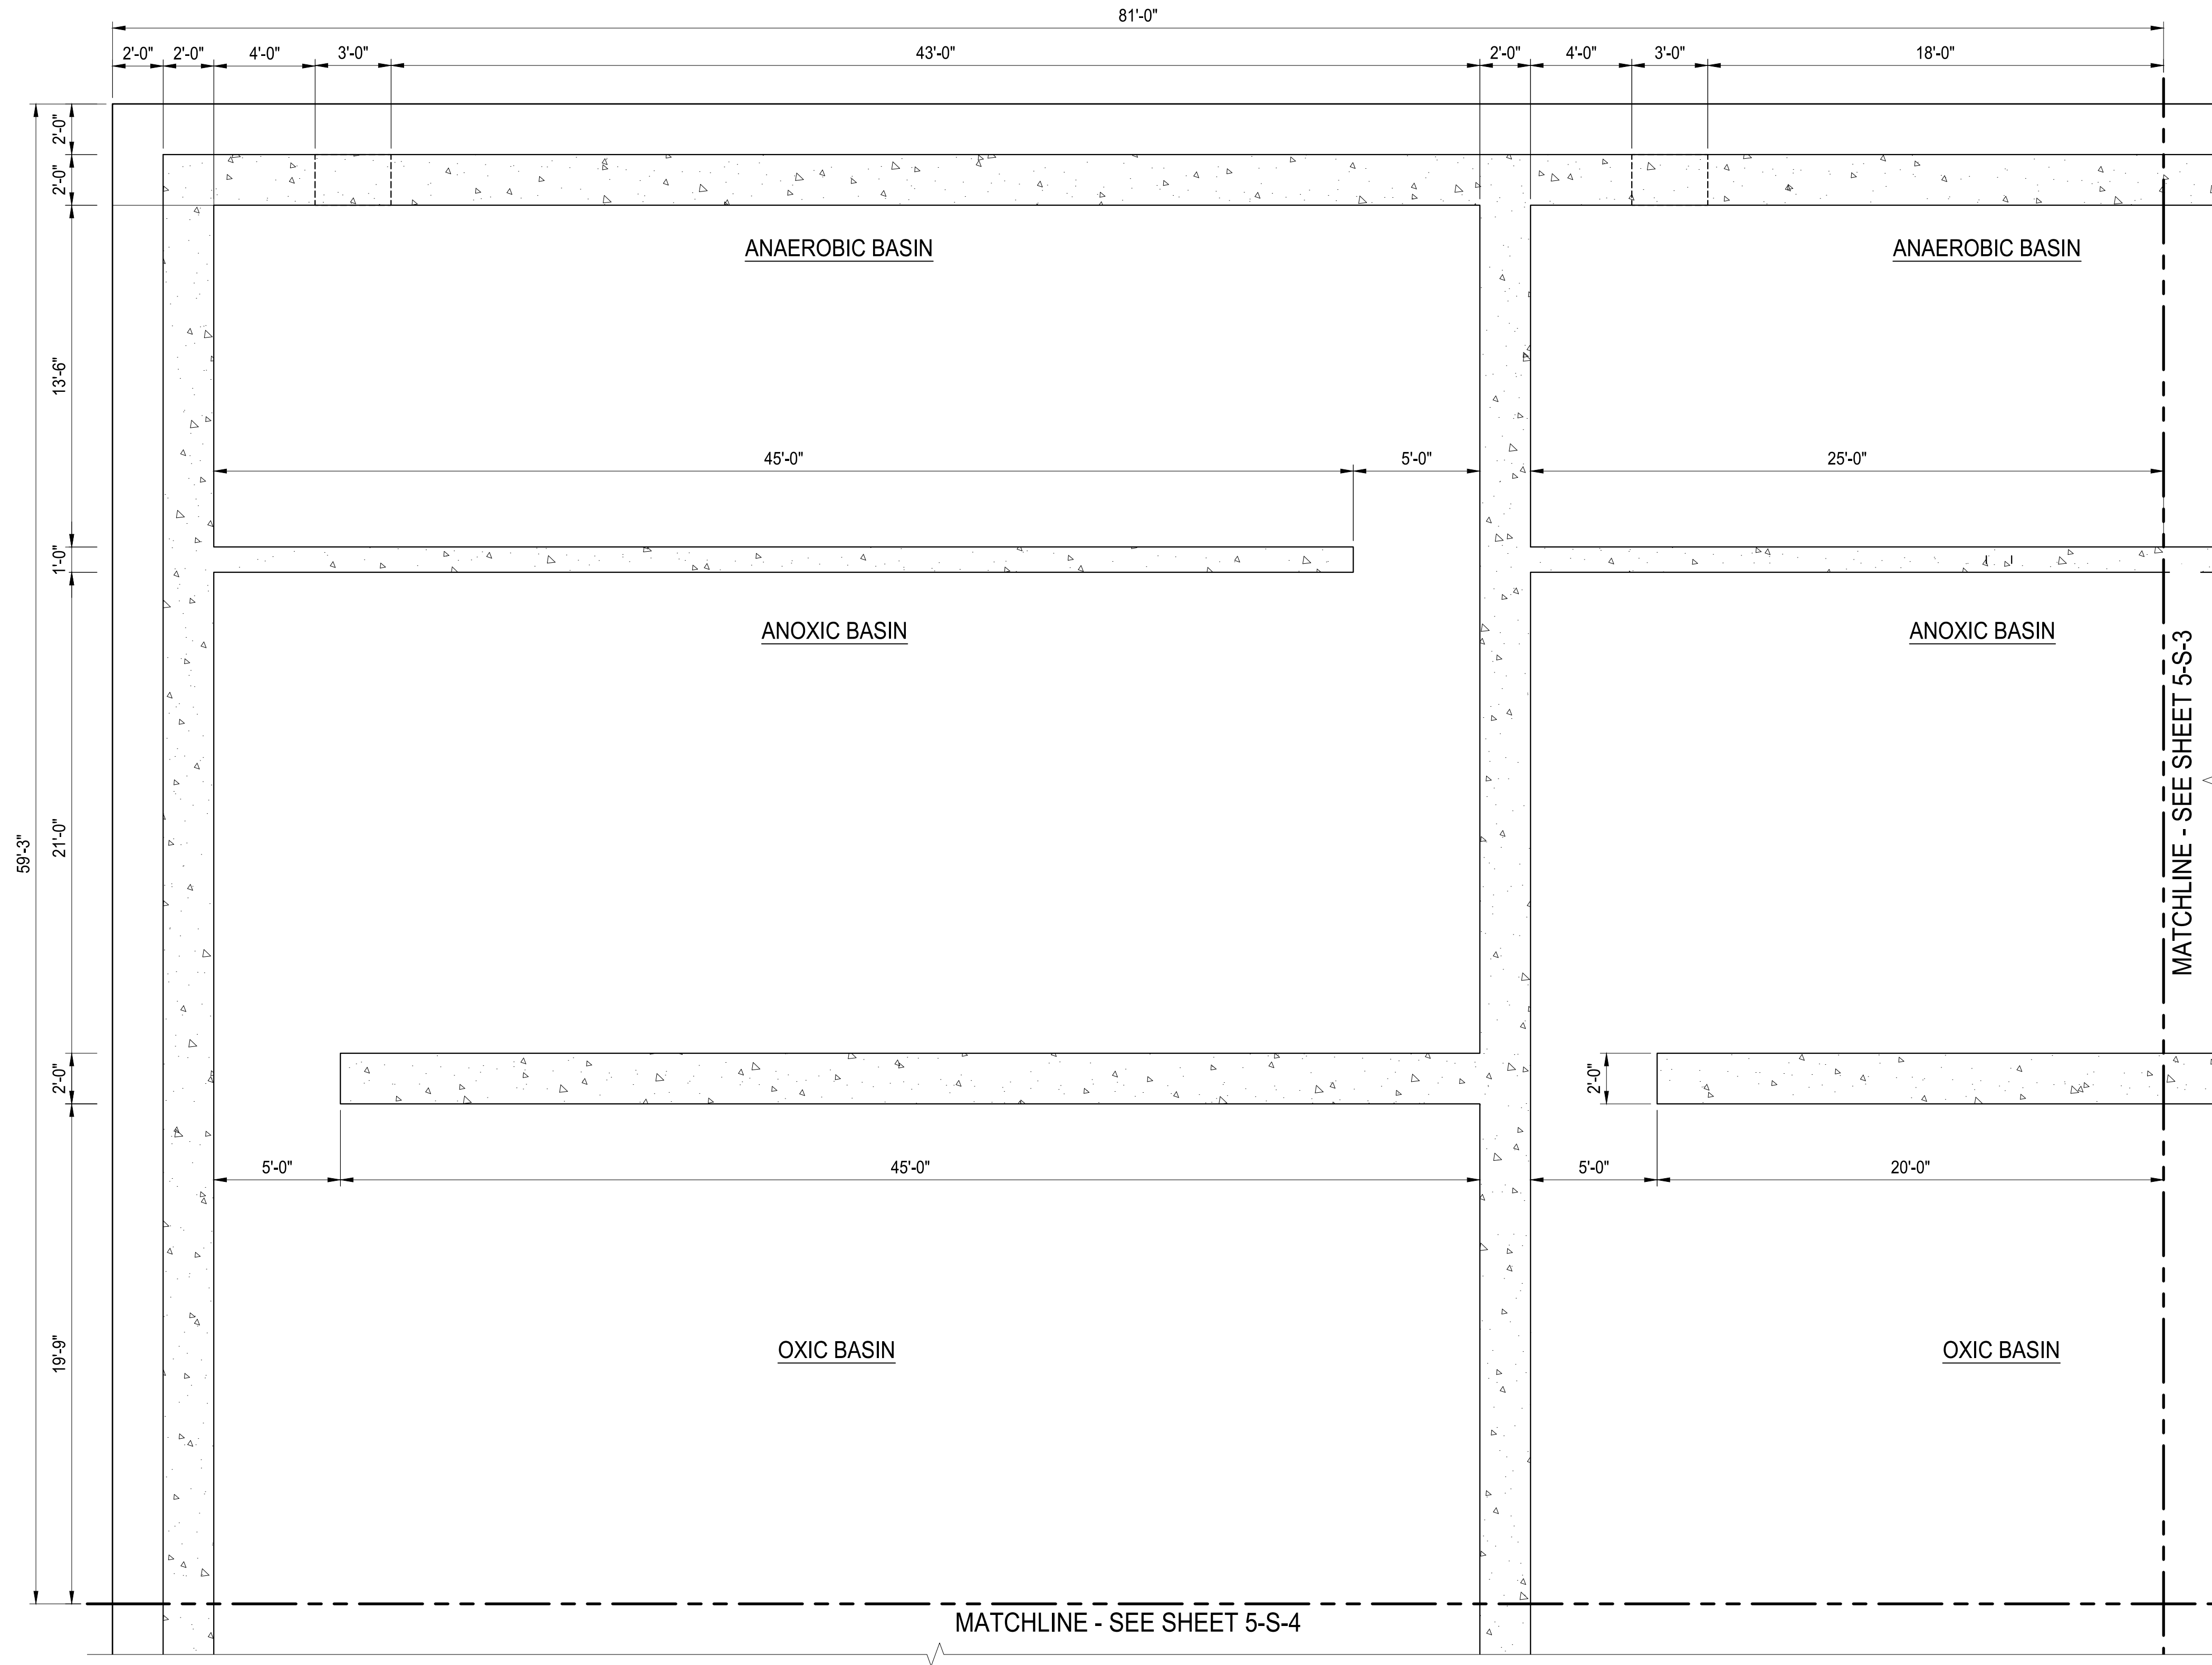 81'-0"
2'-0" 2'-0" 4'-0" 3'-0" 43'-0" 2'-0" 4'-0" 3'-0" 18'-0"
2'-0"
2'-0"
ANAEROBIC BASIN ANAEROBIC BASIN
13'-6"
45'-0" 5'-0" 25'-0"
1'-0"
ANOXIC BASIN ANOXIC BASIN
MATCHLINE - SEE SHEET 5-S-3
59'-3"
21'-0"
2'-0" 2'-0"
5'-0" 45'-0" 5'-0" 20'-0"
19'-9"
OXIC BASIN OXIC BASIN
MATCHLINE - SEE SHEET 5-S-4